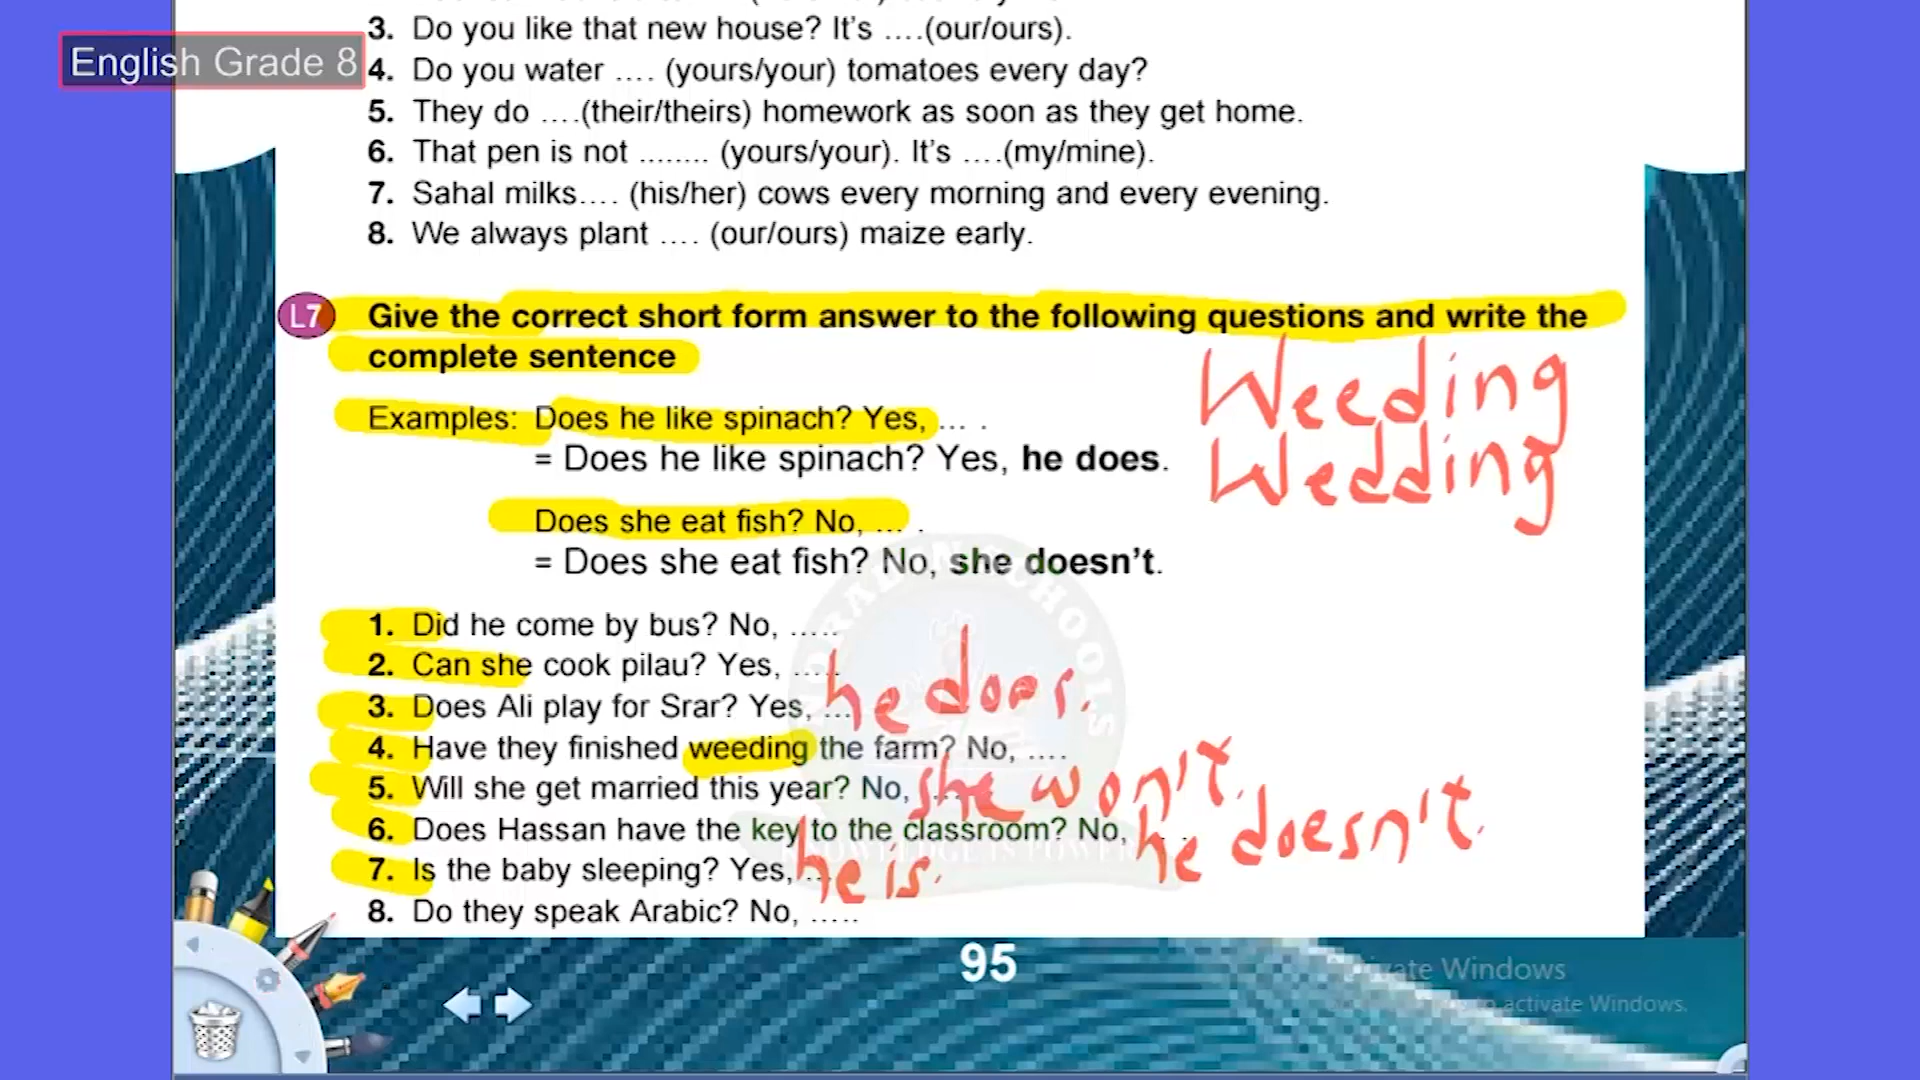 English Grade 8
3. Do you like that new house? It's ....(our/ours).
4. Do you water .... (yours/your) tomatoes every day?
5. They do ....(their/theirs) homework as soon as they get home.
6. That pen is not ........ (yours/your). It's ....(my/mine).
7. Sahal milks.... (his/her) cows every morning and every evening.
8. We always plant .... (our/ours) maize early.
L7 Give the correct short form answer to the following questions and write the
complete sentence
Weeding
Examples: Does he like spinach? Yes, ... .
= Does he like spinach? Yes, he does.
Wedding
Does she eat fish? No, ... .
= Does she eat fish? No, she doesn't.
1. Did he come by bus? No, .....
2. Can she cook pilau? Yes, .....
3. Does Ali play for Srar? Yes, ... he does.
4. Have they finished weeding the farm? No, ....
5. Will she get married this year? No, she won't.
6. Does Hassan have the key to the classroom? No, he doesn't.
7. Is the baby sleeping? Yes, he is.
8. Do they speak Arabic? No, .....
SCHOOLS
KNOWLEDGE IS POWER
95
Windows
to activate Windows.